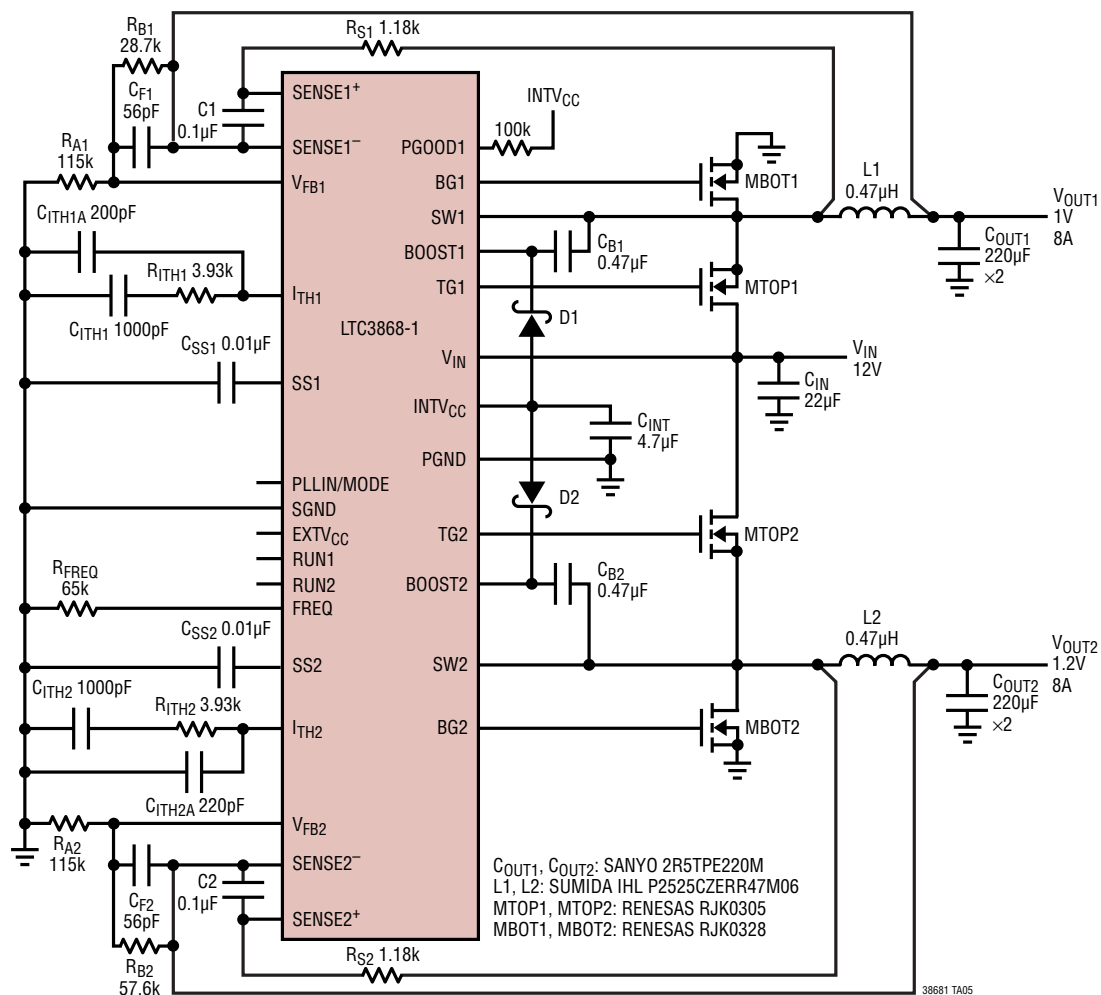 RB1
28.7k
CF1
56pF
RA1
115k
C1
0.1µF
RS1 1.18k
SENSE1+
SENSE1–
VFB1
CITH1A 200pF
RITH1 3.93k
CITH1 1000pF
ITH1
CSS1 0.01µF
SS1
PLLIN/MODE
SGND
EXTVCC
RUN1
RUN2
RFREQ
65k
FREQ
CSS2 0.01µF
SS2
CITH2 1000pF
RITH2 3.93k
ITH2
CITH2A 220pF
VFB2
RA2
115k
CF2
56pF
RB2
57.6k
C2
0.1µF
SENSE2–
SENSE2+
RS2 1.18k
LTC3868-1
PGOOD1
BG1
SW1
BOOST1
TG1
VIN
INTVCC
PGND
TG2
BOOST2
SW2
BG2
INTVCC
100k
MBOT1
L1
0.47µH
VOUT1
1V
8A
COUT1
220µF
×2
CB1
0.47µF
MTOP1
D1
VIN
12V
CIN
22µF
CINT
4.7µF
D2
MTOP2
CB2
0.47µF
L2
0.47µH
VOUT2
1.2V
8A
COUT2
220µF
×2
MBOT2
COUT1, COUT2: SANYO 2R5TPE220M
L1, L2: SUMIDA IHL P2525CZERR47M06
MTOP1, MTOP2: RENESAS RJK0305
MBOT1, MBOT2: RENESAS RJK0328
38681 TA05